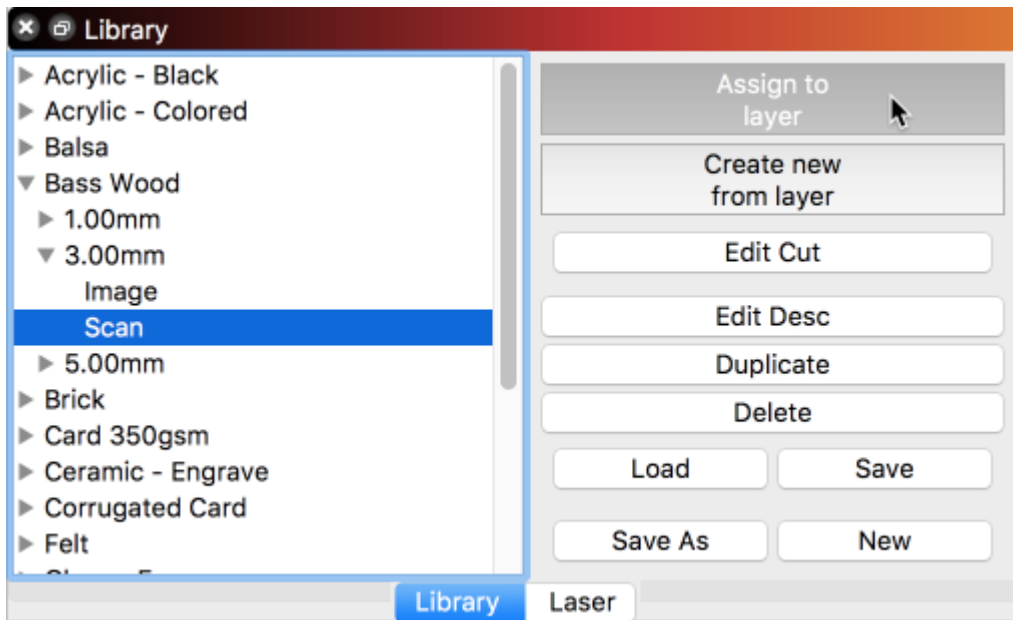 Library
Acrylic - Black
Acrylic - Colored
Balsa
Bass Wood
1.00mm
3.00mm
Image
Scan
5.00mm
Brick
Card 350gsm
Ceramic - Engrave
Corrugated Card
Felt
Assign to
layer
Create new
from layer
Edit Cut
Edit Desc
Duplicate
Delete
Load
Save
Save As
New
Library
Laser